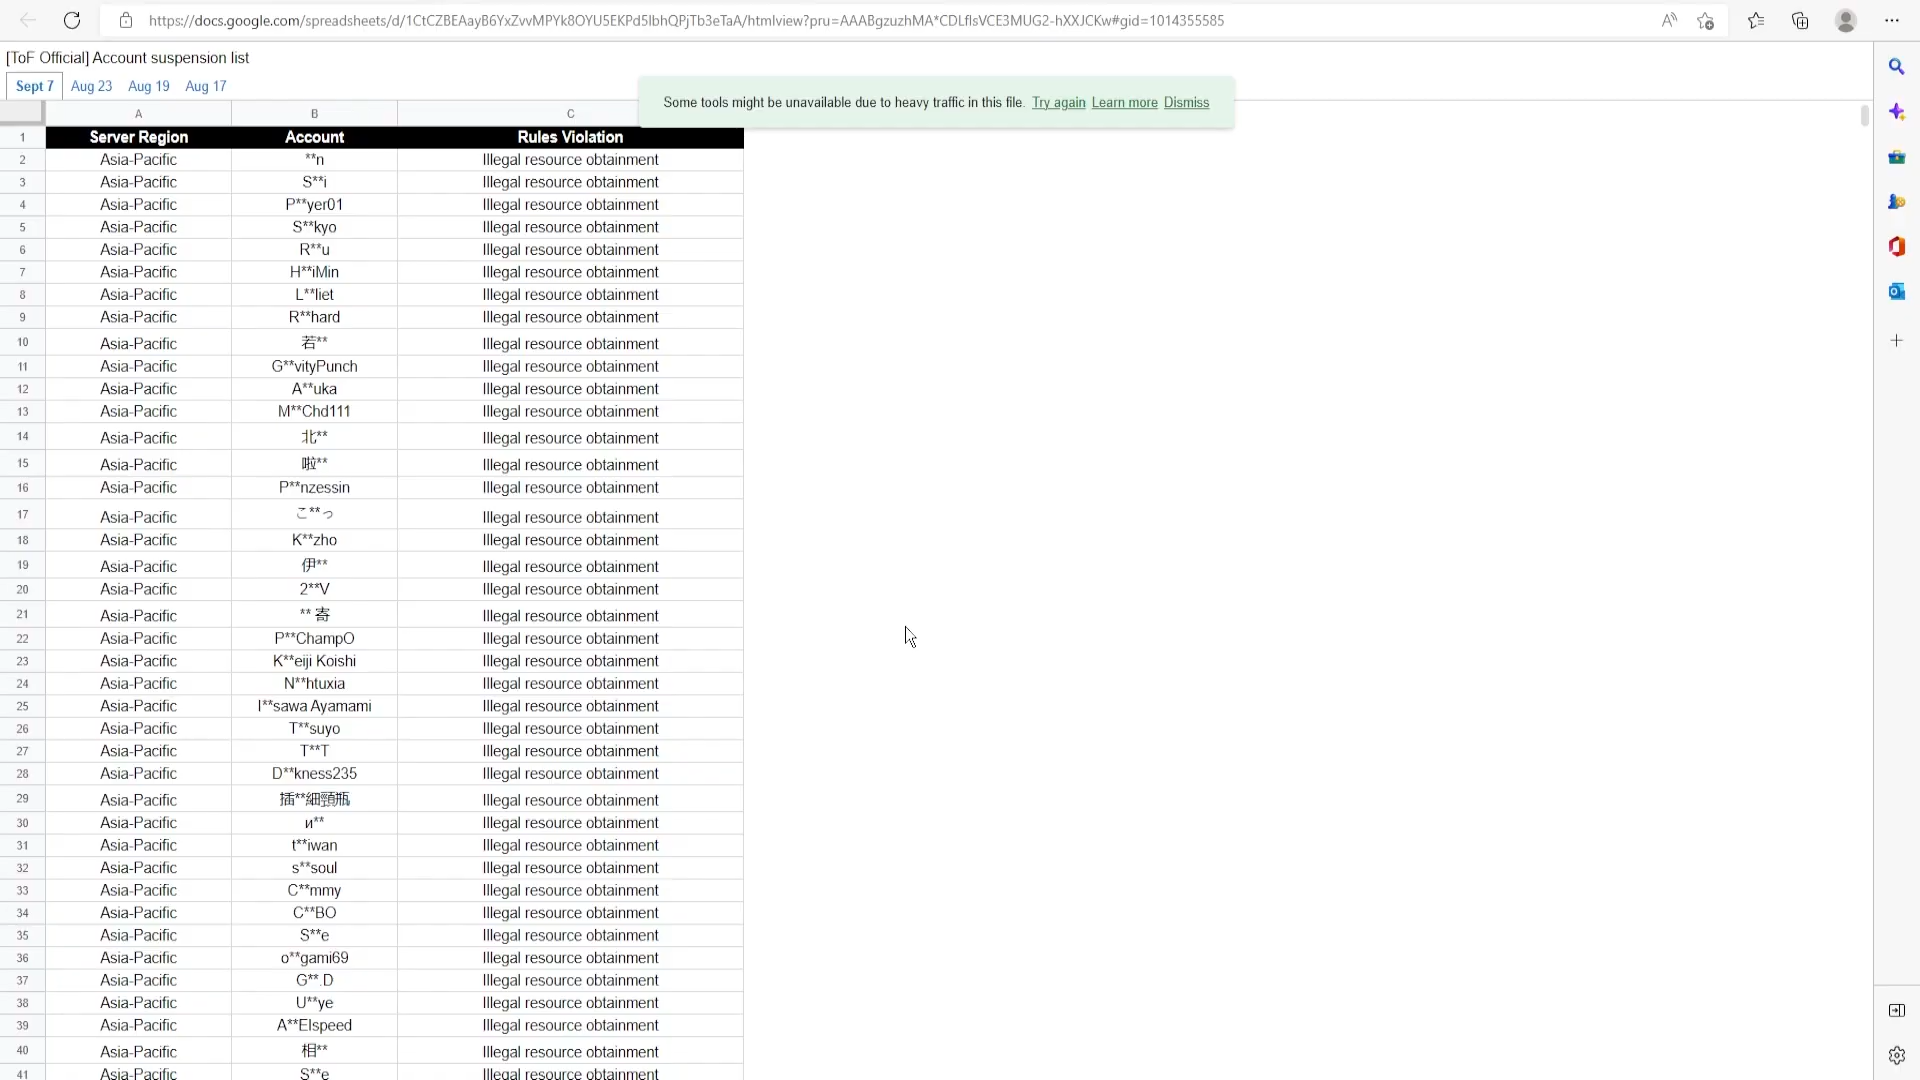 https://docs.google.com/spreadsheets/d/1CtCZBEAayB6YxZvvMPYk8OYU5EKPd5lbhQPjTb3eTaA/htmlview?pru=AAABgzuzhMA*CDLflsVCE3MUG2-hXXJCKw#gid=1014355585
[ToF Official] Account suspension list
Sept 7 Aug 23 Aug 19 Aug 17
Some tools might be unavailable due to heavy traffic in this file. Try again Learn more Dismiss
A B C
1 Server Region Account Rules Violation
2 Asia-Pacific **n Illegal resource obtainment
3 Asia-Pacific S**i Illegal resource obtainment
4 Asia-Pacific P**yer01 Illegal resource obtainment
5 Asia-Pacific S**kyo Illegal resource obtainment
6 Asia-Pacific R**u Illegal resource obtainment
7 Asia-Pacific H**iMin Illegal resource obtainment
8 Asia-Pacific L**liet Illegal resource obtainment
9 Asia-Pacific R**hard Illegal resource obtainment
10 Asia-Pacific 若** Illegal resource obtainment
11 Asia-Pacific G**vityPunch Illegal resource obtainment
12 Asia-Pacific A**uka Illegal resource obtainment
13 Asia-Pacific M**Chd111 Illegal resource obtainment
14 Asia-Pacific 北** Illegal resource obtainment
15 Asia-Pacific 啦** Illegal resource obtainment
16 Asia-Pacific P**nzessin Illegal resource obtainment
17 Asia-Pacific こ**っ Illegal resource obtainment
18 Asia-Pacific K**zho Illegal resource obtainment
19 Asia-Pacific 伊** Illegal resource obtainment
20 Asia-Pacific 2**V Illegal resource obtainment
21 Asia-Pacific ** 寄 Illegal resource obtainment
22 Asia-Pacific P**ChampO Illegal resource obtainment
23 Asia-Pacific K**eiji Koishi Illegal resource obtainment
24 Asia-Pacific N**htuxia Illegal resource obtainment
25 Asia-Pacific I**sawa Ayamami Illegal resource obtainment
26 Asia-Pacific T**suyo Illegal resource obtainment
27 Asia-Pacific T**T Illegal resource obtainment
28 Asia-Pacific D**kness235 Illegal resource obtainment
29 Asia-Pacific 插**細頸瓶 Illegal resource obtainment
30 Asia-Pacific и** Illegal resource obtainment
31 Asia-Pacific t**iwan Illegal resource obtainment
32 Asia-Pacific s**soul Illegal resource obtainment
33 Asia-Pacific C**mmy Illegal resource obtainment
34 Asia-Pacific C**BO Illegal resource obtainment
35 Asia-Pacific S**e Illegal resource obtainment
36 Asia-Pacific o**gami69 Illegal resource obtainment
37 Asia-Pacific G**.D Illegal resource obtainment
38 Asia-Pacific U**ye Illegal resource obtainment
39 Asia-Pacific A**Elspeed Illegal resource obtainment
40 Asia-Pacific 相** Illegal resource obtainment
41 Asia-Pacific S**e Illegal resource obtainment